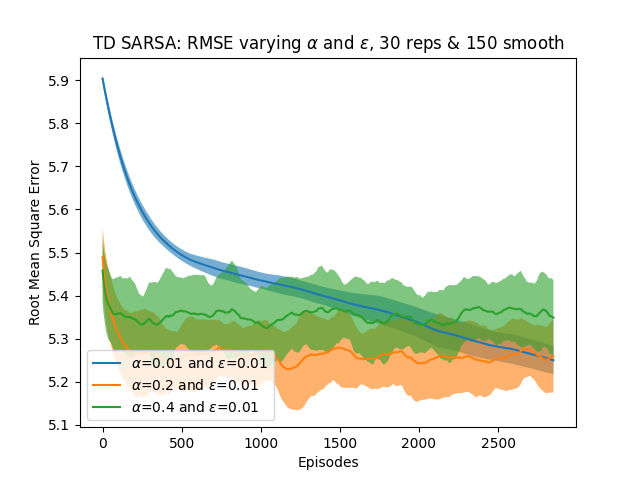 TD SARSA: RMSE varying α and ε, 30 reps & 150 smooth
Root Mean Square Error
5.9
5.8
5.7
5.6
5.5
5.4
5.3
5.2
5.1
α=0.01 and ε=0.01
α=0.2 and ε=0.01
α=0.4 and ε=0.01
0 500 1000 1500 2000 2500
Episodes